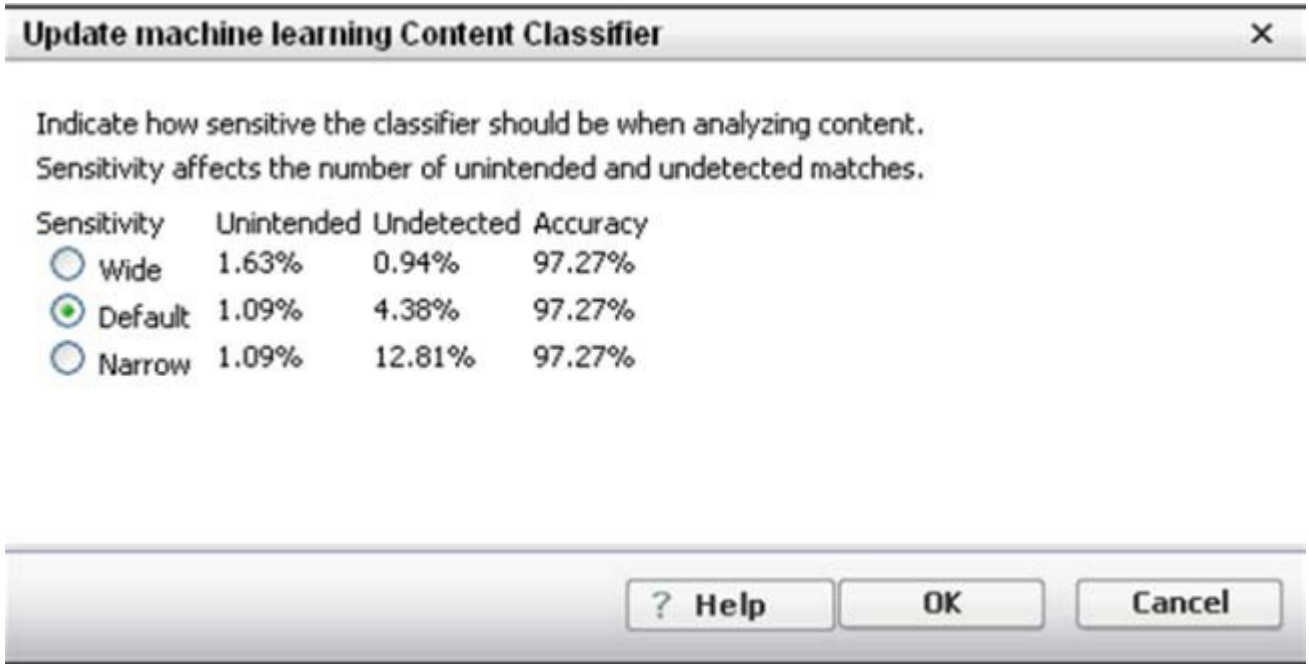 Update machine learning Content Classifier ×
Indicate how sensitive the classifier should be when analyzing content.
Sensitivity affects the number of unintended and undetected matches.
Sensitivity Unintended Undetected Accuracy
Wide 1.63% 0.94% 97.27%
Default 1.09% 4.38% 97.27%
Narrow 1.09% 12.81% 97.27%
? Help OK Cancel